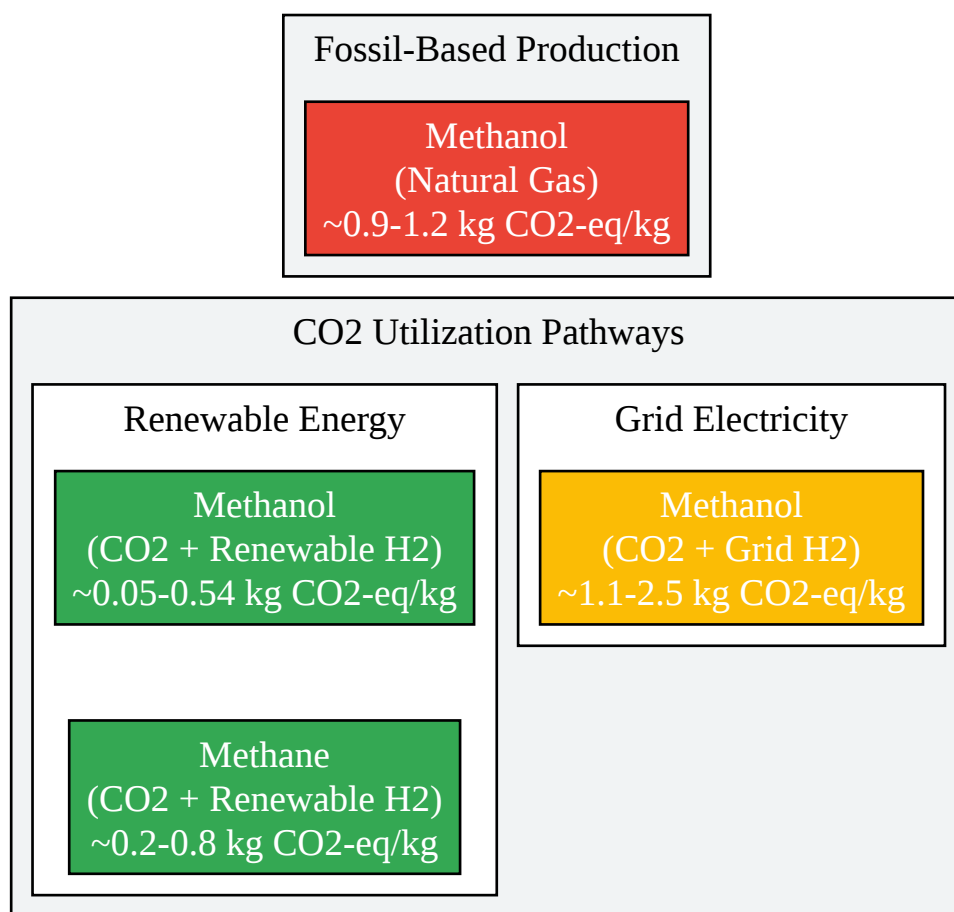 Fossil-Based Production
Methanol
(Natural Gas)
~0.9-1.2 kg CO2-eq/kg
CO2 Utilization Pathways
Renewable Energy
Methanol
(CO2 + Renewable H2)
~0.05-0.54 kg CO2-eq/kg
Methane
(CO2 + Renewable H2)
~0.2-0.8 kg CO2-eq/kg
Grid Electricity
Methanol
(CO2 + Grid H2)
~1.1-2.5 kg CO2-eq/kg